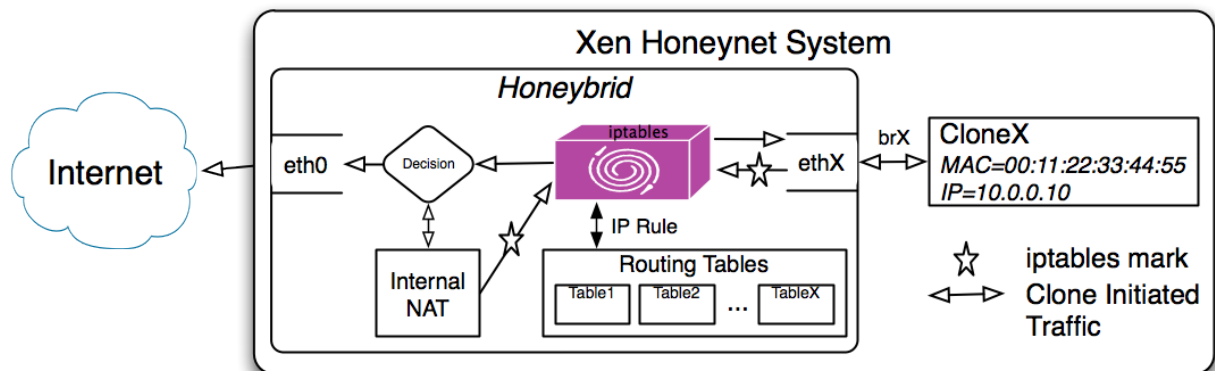 Xen Honeynet System
Honeybrid
Internet
eth0
Decision
iptables
ethX
brX
CloneX
MAC=00:11:22:33:44:55
IP=10.0.0.10
IP Rule
Internal
NAT
Routing Tables
Table1
Table2
...
TableX
iptables mark
Clone Initiated
Traffic